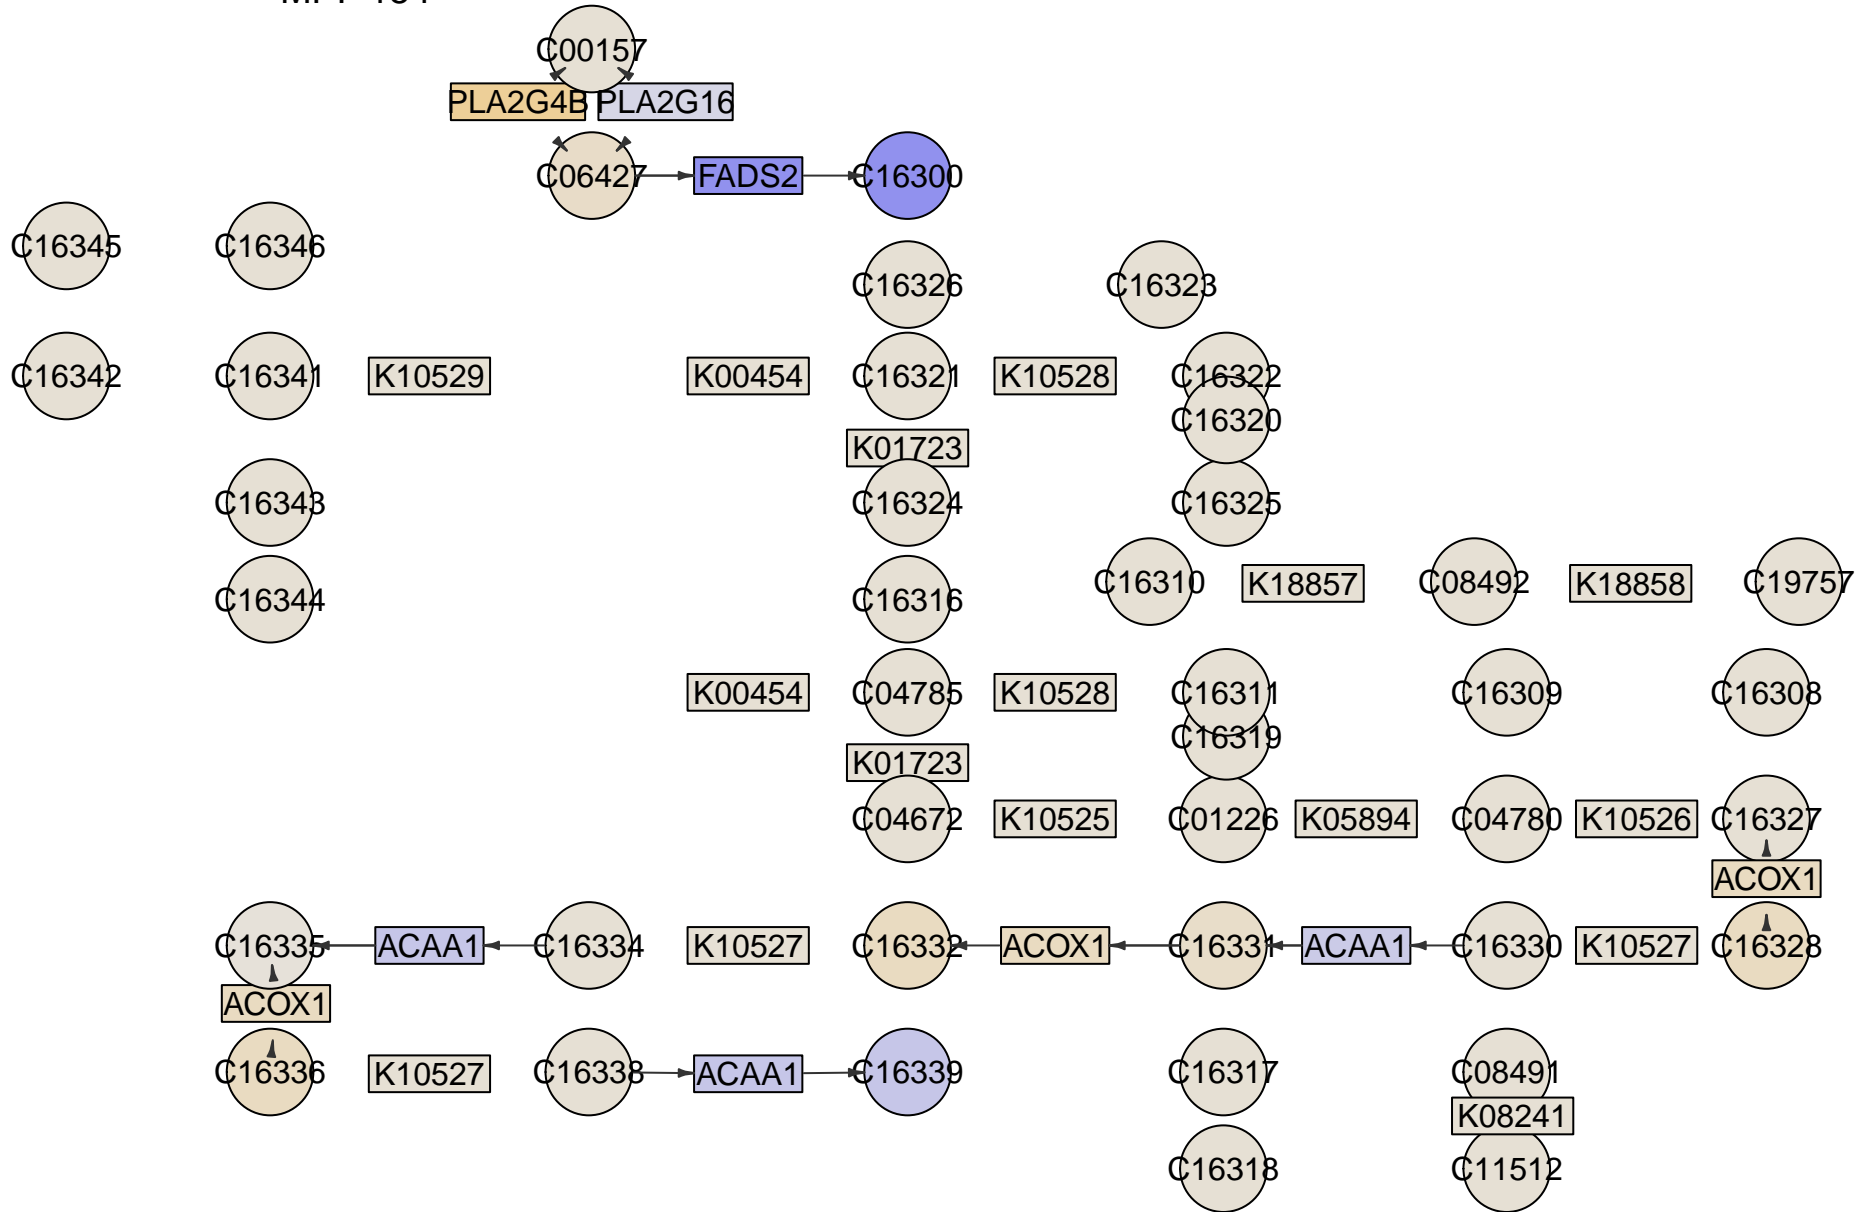 C00157
PLA2G4B PLA2G16
C06427 FADS2 C16300
C16345 C16346
C16326 C16323
C16342 C16341 K10529 K00454 C16321 K10528 C16322
C16320
K01723
C16343 C16324 C16325
C16310 K18857 C08492 K18858 C19757
C16344 C16316
K00454 C04785 K10528 C16311 C16309 C16308
C16319
K01723
C04672 K10525 C01226 K05894 C04780 K10526 C16327
ACOX1
C16335 ACAA1 C16334 K10527 C16332 ACOX1 C16331 ACAA1 C16330 K10527 C16328
ACOX1
C16336 K10527 C16338 ACAA1 C16339 C16317 C08491
K08241
C16318 C11512